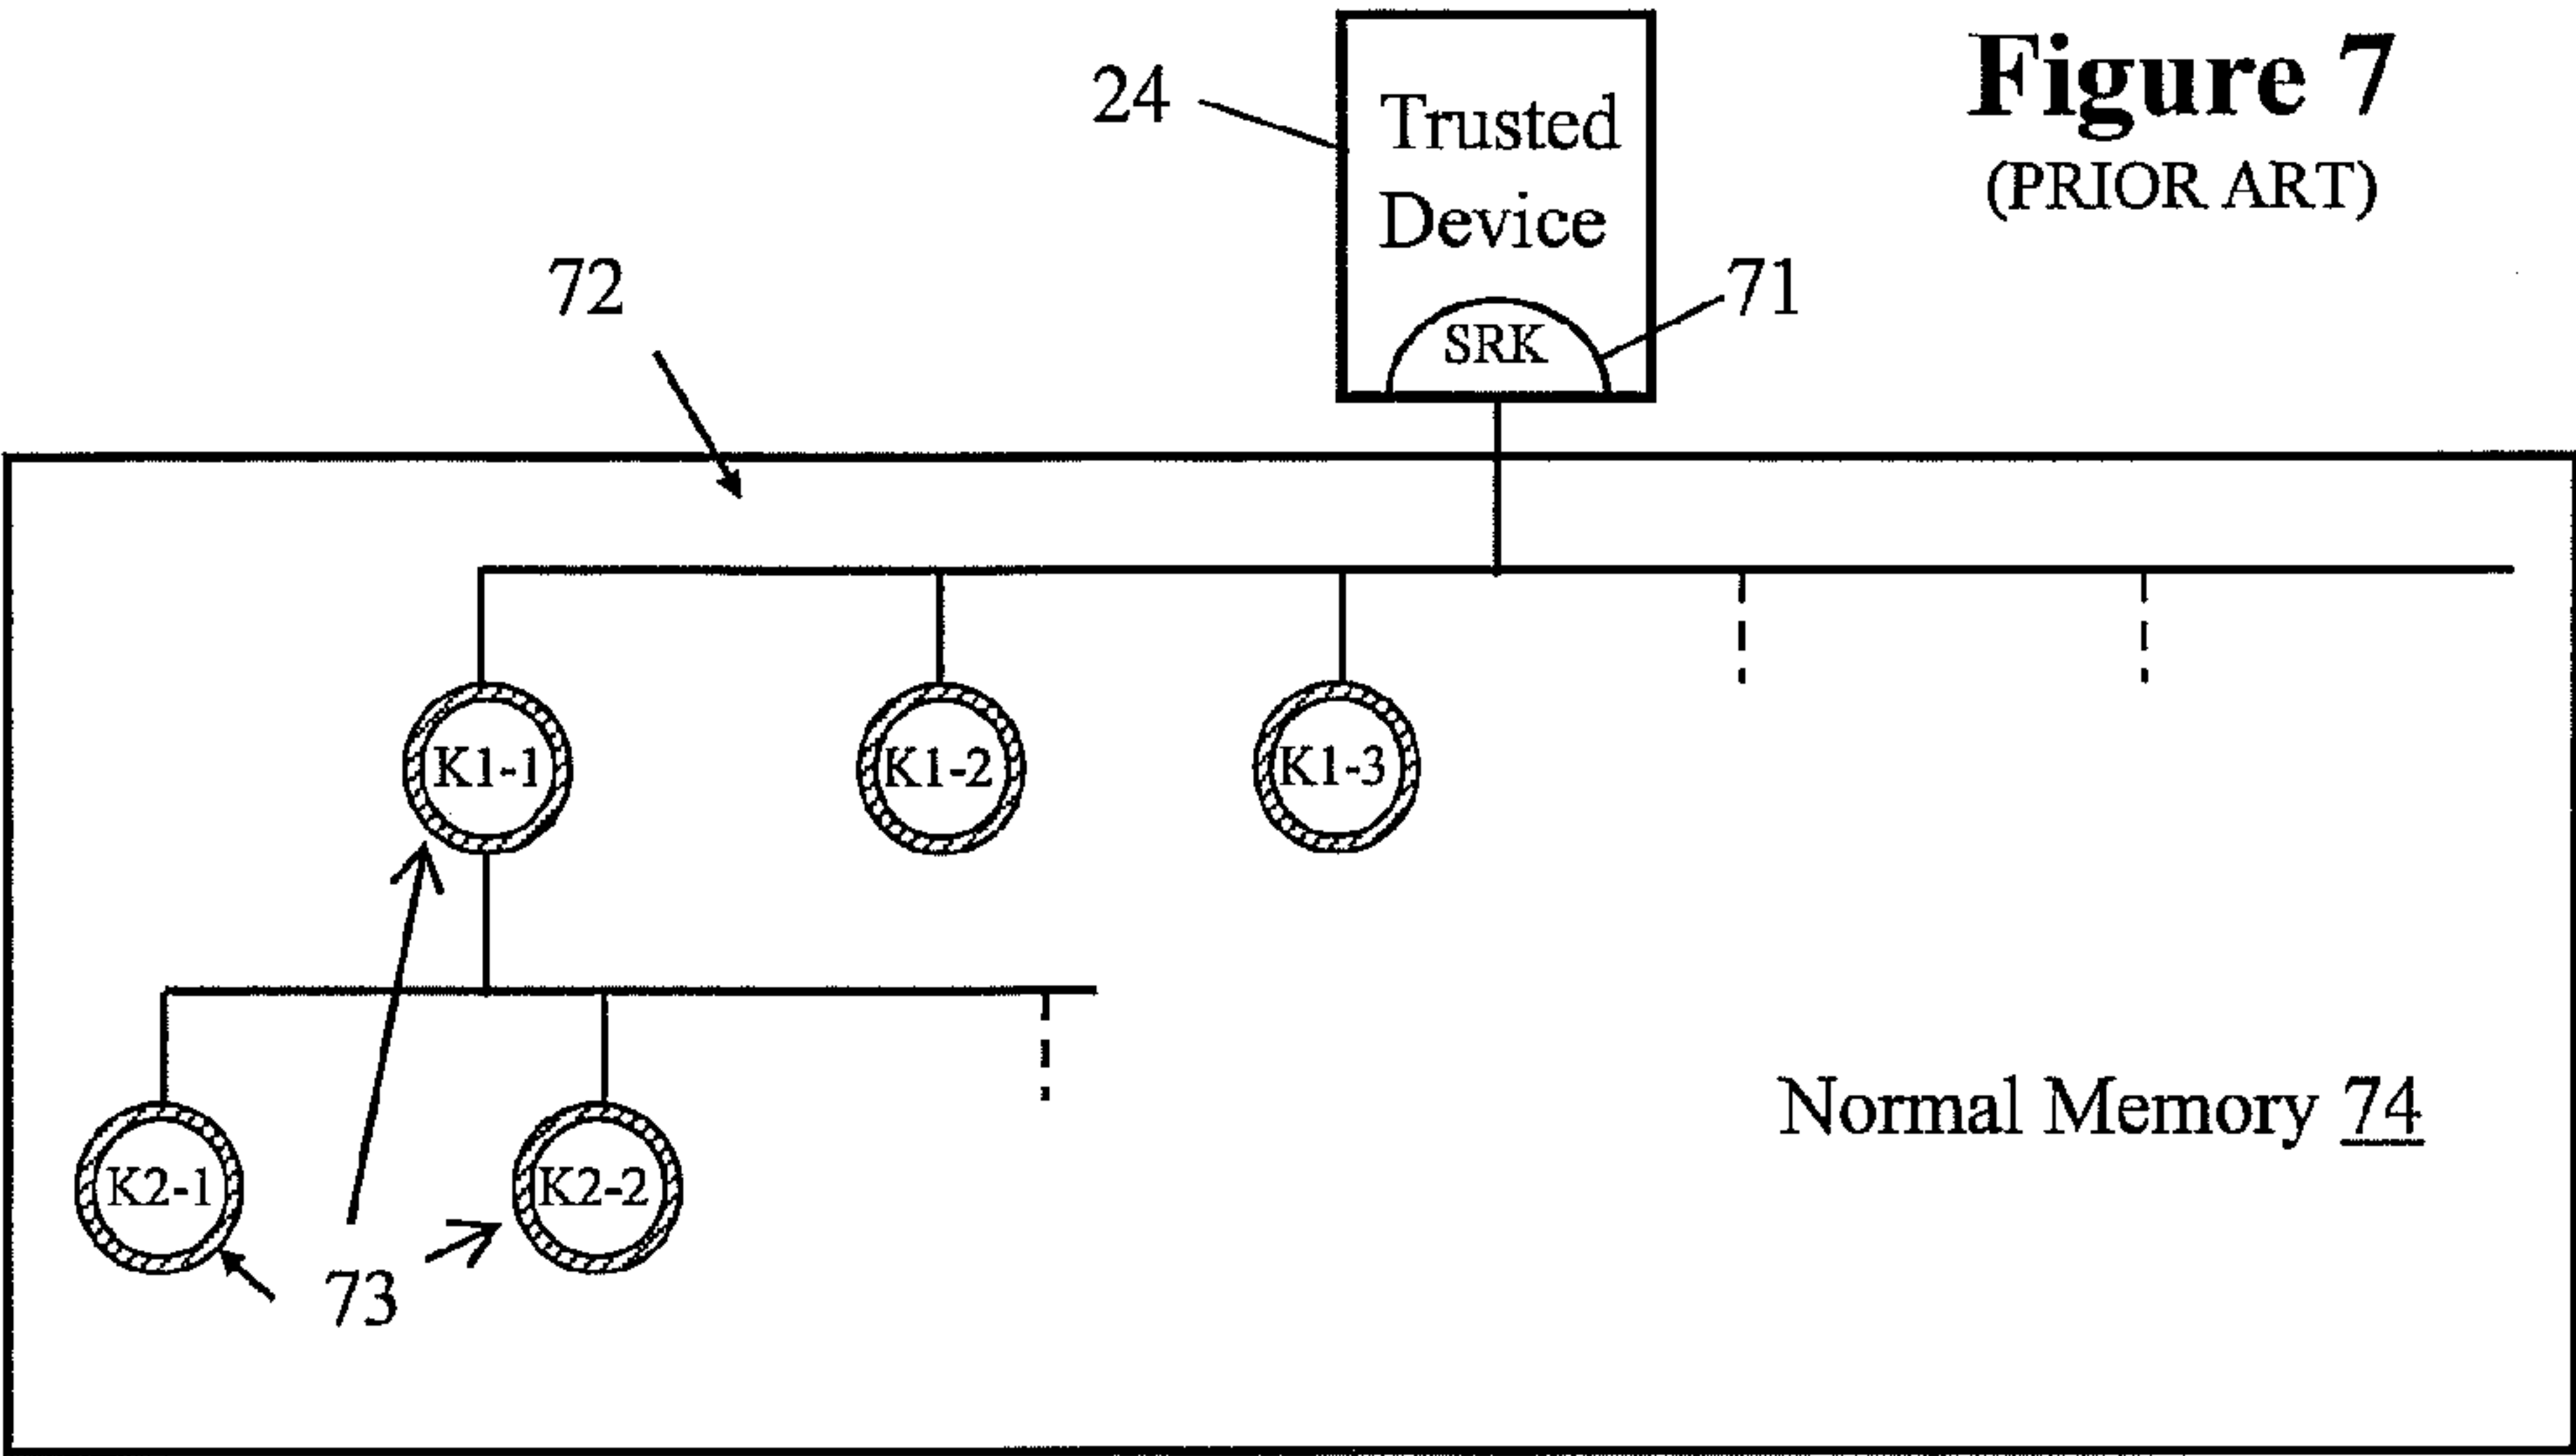 Figure 7
(PRIOR ART)
24
Trusted
Device
72
71
SRK
K1-1
K1-2
K1-3
Normal Memory 74
K2-1
K2-2
73